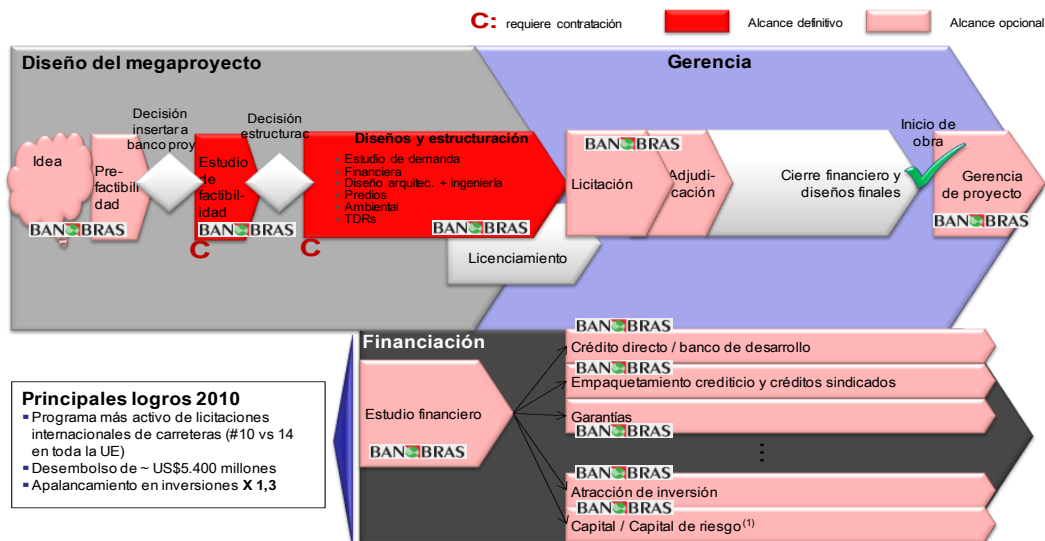 C: requiere contratación
Alcance definitivo
Alcance opcional
Diseño del megaproyecto
Gerencia
Idea
Pre-
factibili
dad
BANOBRAS
Decisión
insertar a
banco proy
Estudio
de
factibil-
idad
BANOBRAS
C
Decisión
estructurac
Diseños y estructuración
Estudio de demanda
Financiera
Diseño arquitec. + ingeniería
Predios
Ambiental
TDRs
BANOBRAS
C
Licenciamiento
BANOBRAS
Licitación
Adjudi-
cación
Cierre financiero y
diseños finales
Inicio de
obra
Gerencia
de proyecto
BANOBRAS
Financiación
Estudio financiero
BANOBRAS
BANOBRAS
Crédito directo / banco de desarrollo
BANOBRAS
Empaquetamiento crediticio y créditos sindicados
Garantías
BANOBRAS
...
BANOBRAS
Atracción de inversión
BANOBRAS
Capital / Capital de riesgo(1)
Principales logros 2010
Programa más activo de licitaciones
internacionales de carreteras (#10 vs 14
en toda la UE)
Desembolso de ~ US$5.400 millones
Apalancamiento en inversiones X 1,3